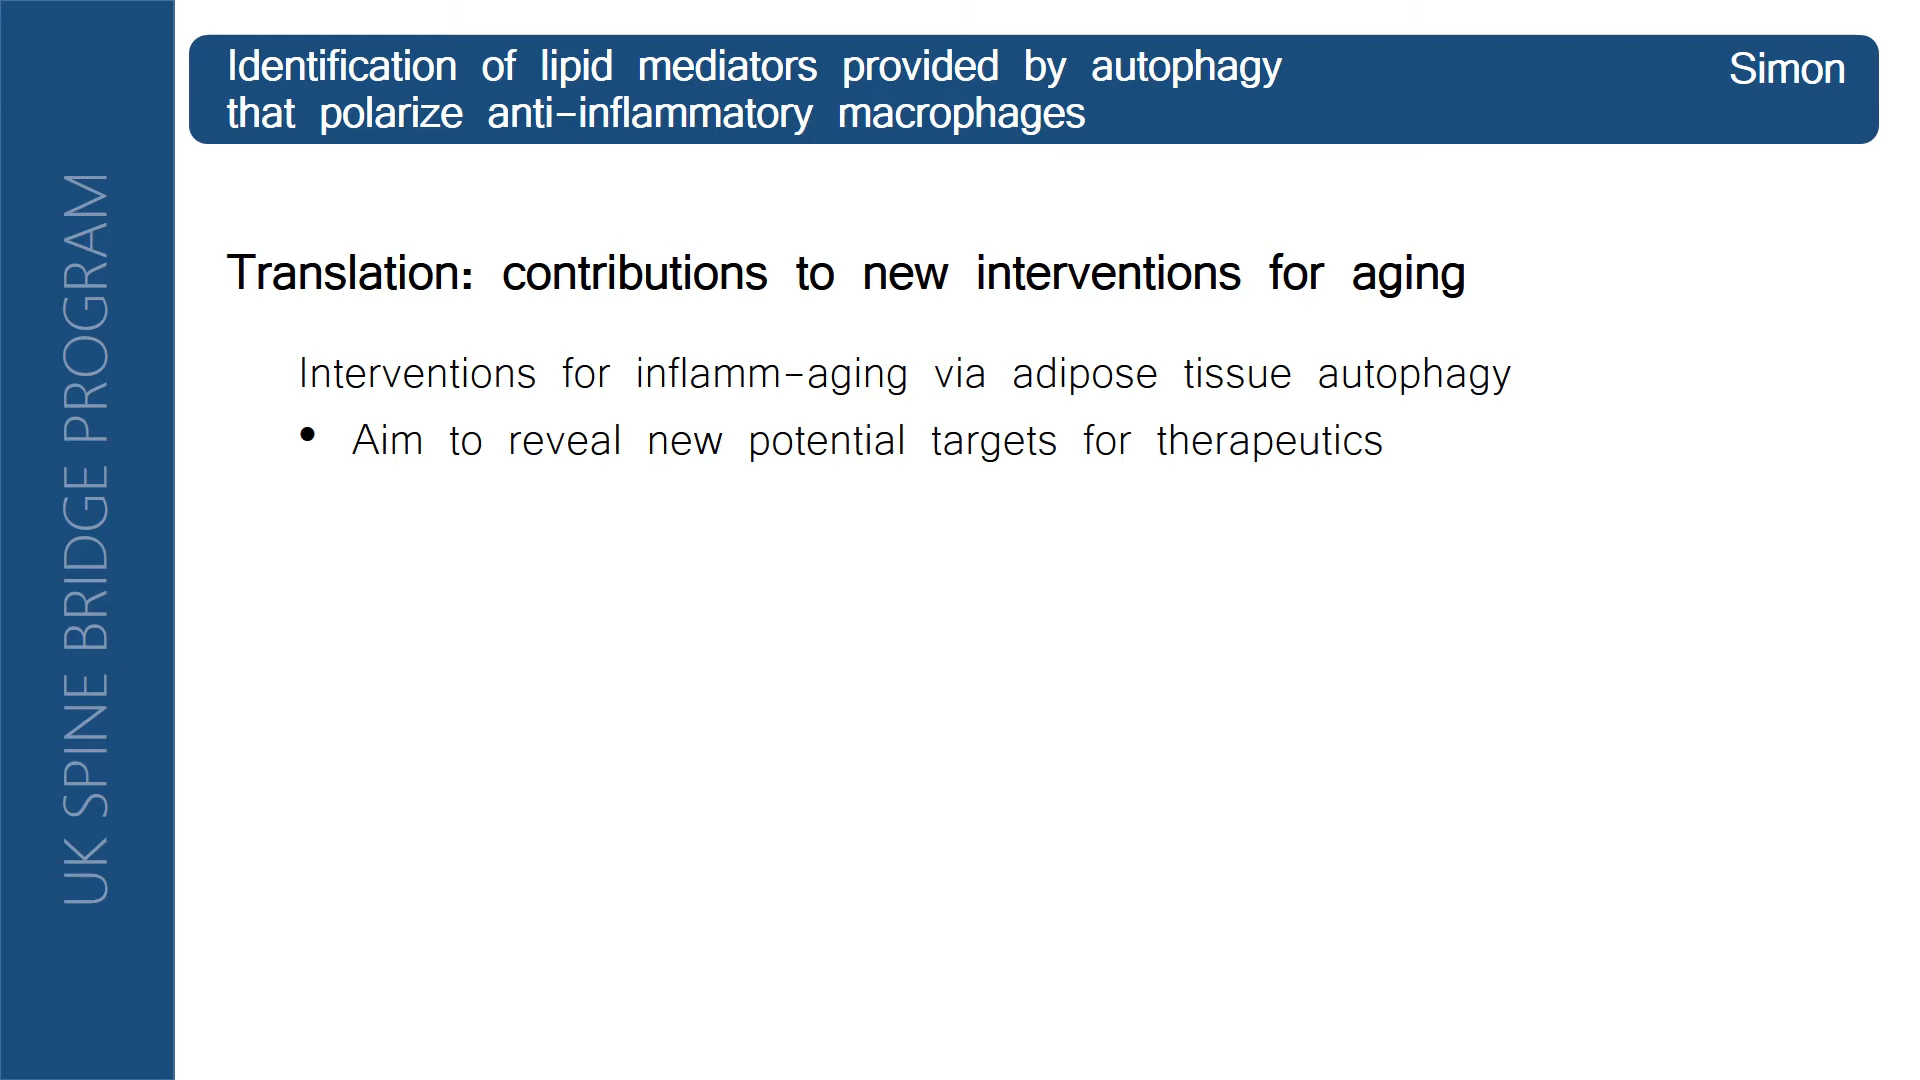 UK SPINE BRIDGE PROGRAM
Identification of lipid mediators provided by autophagy
that polarize anti-inflammatory macrophages
Simon
Translation: contributions to new interventions for aging
Interventions for inflamm-aging via adipose tissue autophagy
• Aim to reveal new potential targets for therapeutics